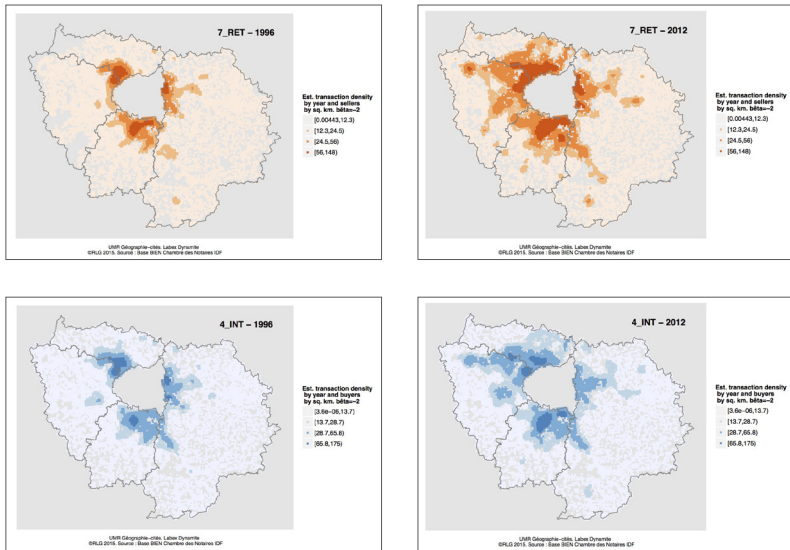 7_RET – 1996
Est. transaction density
by year and sellers
by sq. km. bêta=–2
[0.00443,12.3)
[12.3,24.5)
[24.5,56)
[56,148)
UMR Géographie–cités. Labex Dynamite
©RLG 2015. Source : Base BIEN Chambre des Notaires IDF
7_RET – 2012
Est. transaction density
by year and sellers
by sq. km. bêta=–2
[0.00443,12.3)
[12.3,24.5)
[24.5,56)
[56,148)
UMR Géographie–cités. Labex Dynamite
©RLG 2015. Source : Base BIEN Chambre des Notaires IDF
4_INT – 1996
Est. transaction density
by year and buyers
by sq. km. bêta=–2
[3.6e–06,13.7)
[13.7,28.7)
[28.7,65.8)
[65.8,175)
UMR Géographie–cités. Labex Dynamite
©RLG 2015. Source : Base BIEN Chambre des Notaires IDF
4_INT – 2012
Est. transaction density
by year and buyers
by sq. km. bêta=–2
[3.6e–06,13.7)
[13.7,28.7)
[28.7,65.8)
[65.8,175)
UMR Géographie–cités. Labex Dynamite
©RLG 2015. Source : Base BIEN Chambre des Notaires IDF